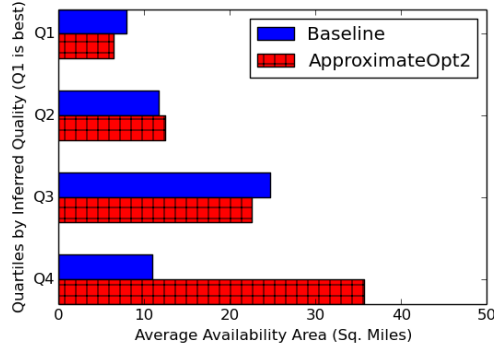 Quartiles by Inferred Quality (Q1 is best)
Q1
Q2
Q3
Q4
Baseline
ApproximateOpt2
0 10 20 30 40 50
Average Availability Area (Sq. Miles)